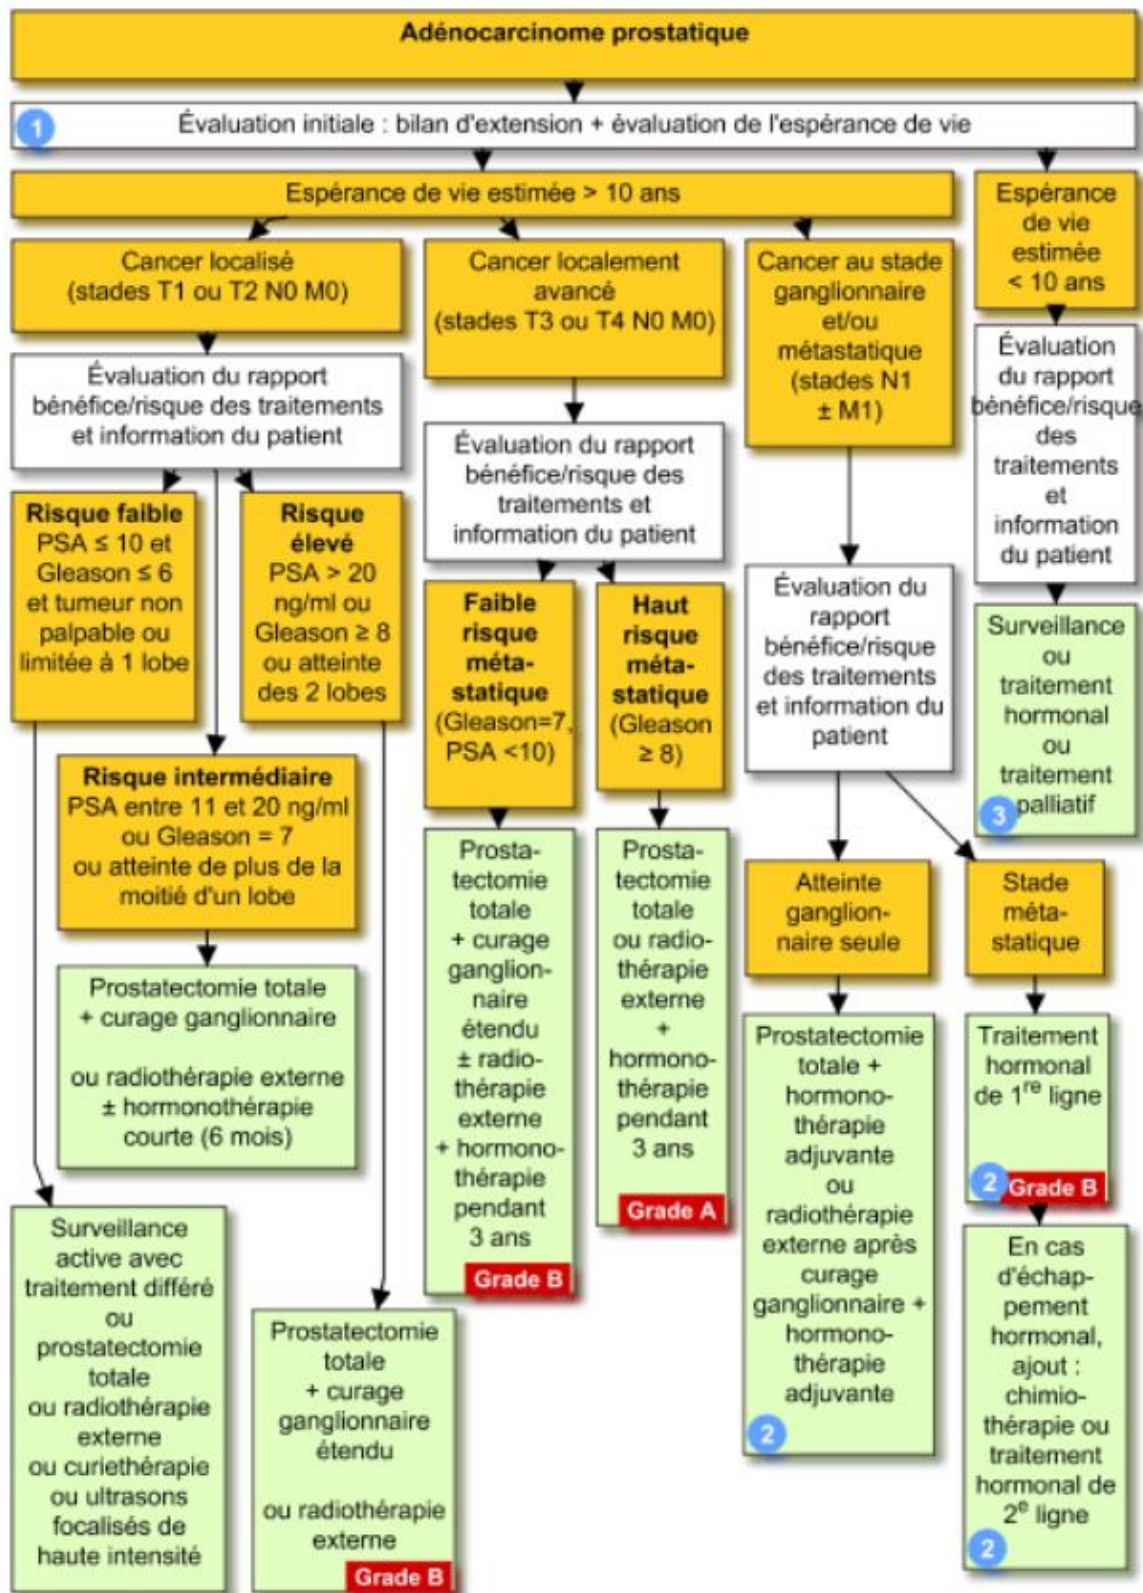 Adénocarcinome prostatique
1
Évaluation initiale : bilan d'extension + évaluation de l'espérance de vie
Espérance de vie estimée > 10 ans
Espérance
de vie
estimée
< 10 ans
Cancer localisé
(stades T1 ou T2 N0 M0)
Cancer localement
avancé
(stades T3 ou T4 N0 M0)
Cancer au stade
ganglionnaire
et/ou
métastatique
(stades N1
± M1)
Évaluation
du rapport
bénéfice/risque
des
traitements
et
information
du patient
Évaluation du rapport
bénéfice/risque des traitements
et information du patient
Évaluation du rapport
bénéfice/risque des
traitements et
information du patient
Risque faible
PSA ≤ 10 et
Gleason ≤ 6
et tumeur non
palpable ou
limitée à 1 lobe
Risque
élevé
PSA > 20
ng/ml ou
Gleason ≥ 8
ou atteinte
des 2 lobes
Évaluation du
rapport
bénéfice/risque
des traitements
et information du
patient
Faible
risque
méta-
statique
(Gleason=7,
PSA <10)
Haut
risque
méta-
statique
(Gleason
≥ 8)
Surveillance
ou
traitement
hormonal
ou
traitement
palliatif
3
Risque intermédiaire
PSA entre 11 et 20 ng/ml
ou Gleason = 7
ou atteinte de plus de la
moitié d'un lobe
Prosta-
tectomie
totale
+ curage
ganglion-
naire
étendu
± radio-
thérapie
externe
+ hormono-
thérapie
pendant
3 ans
Grade B
Prosta-
tectomie
totale
ou radio-
thérapie
externe
+
hormono-
thérapie
pendant
3 ans
Grade A
Atteinte
ganglion-
naire seule
Stade
méta-
statique
Prostatectomie totale
+ curage ganglionnaire
ou radiothérapie externe
± hormonothérapie
courte (6 mois)
Prostatectomie
totale +
hormono-
thérapie
adjuvante
ou
radiothérapie
externe après
curage
ganglionnaire +
hormono-
thérapie
adjuvante
2
Traitement
hormonal
de 1re ligne
2
Grade B
Surveillance
active avec
traitement différé
ou
prostatectomie
totale
ou radiothérapie
externe
ou curiethérapie
ou ultrasons
focalisés de
haute intensité
Prostatectomie
totale
+ curage
ganglionnaire
étendu
ou radiothérapie
externe
Grade B
En cas
d'échap-
pement
hormonal,
ajout :
chimio-
thérapie ou
traitement
hormonal de
2e ligne
2